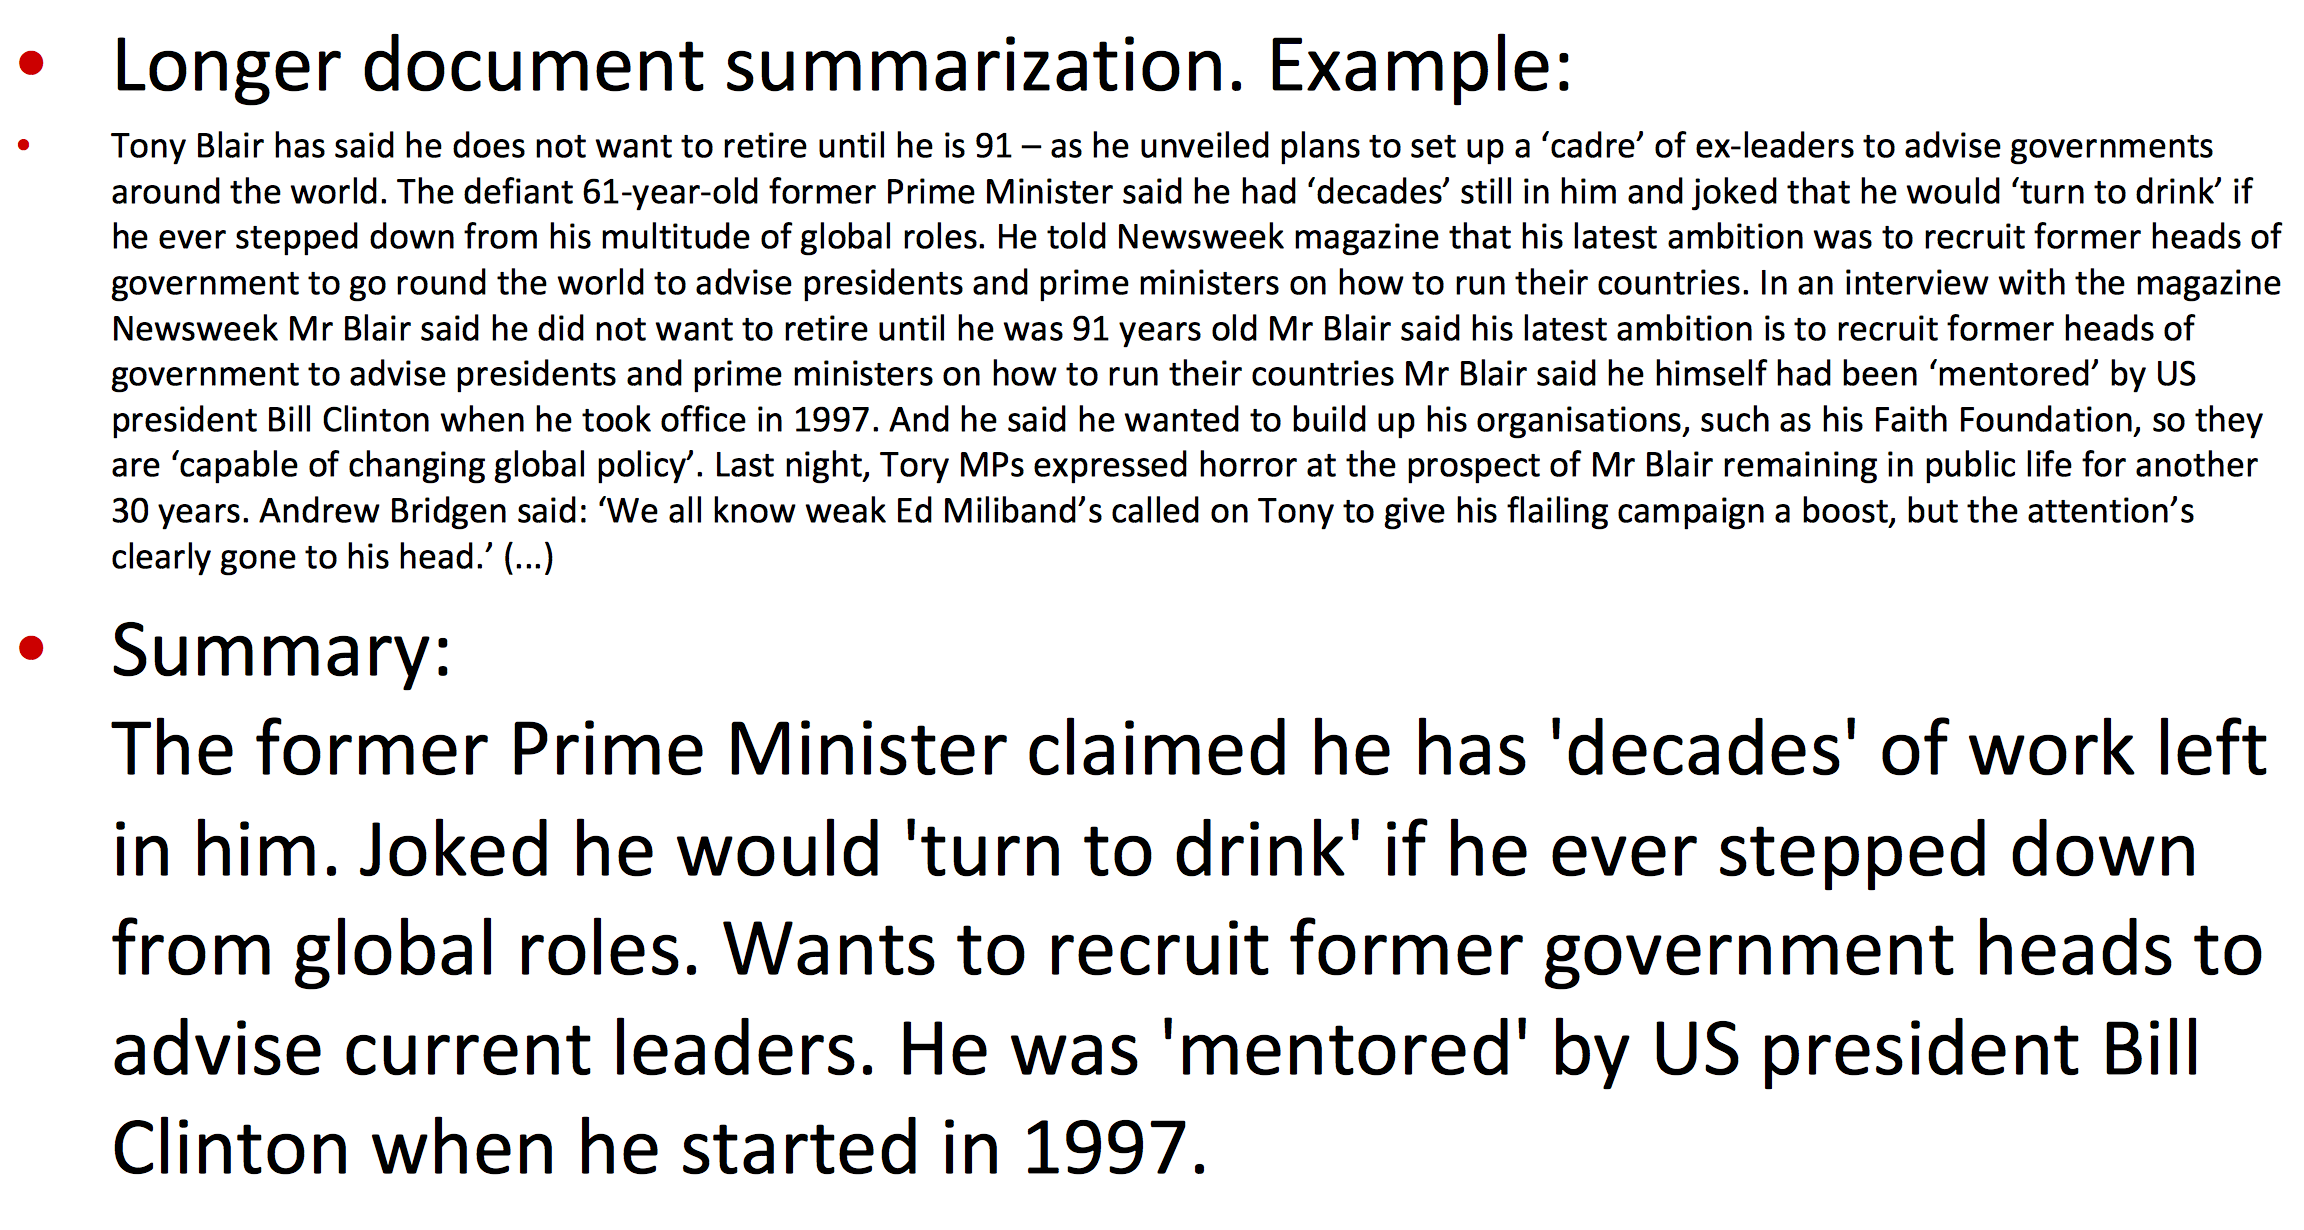 • Longer document summarization. Example:
• Tony Blair has said he does not want to retire until he is 91 – as he unveiled plans to set up a ‘cadre’ of ex-leaders to advise governments
around the world. The defiant 61-year-old former Prime Minister said he had ‘decades’ still in him and joked that he would ‘turn to drink’ if
he ever stepped down from his multitude of global roles. He told Newsweek magazine that his latest ambition was to recruit former heads of
government to go round the world to advise presidents and prime ministers on how to run their countries. In an interview with the magazine
Newsweek Mr Blair said he did not want to retire until he was 91 years old Mr Blair said his latest ambition is to recruit former heads of
government to advise presidents and prime ministers on how to run their countries Mr Blair said he himself had been ‘mentored’ by US
president Bill Clinton when he took office in 1997. And he said he wanted to build up his organisations, such as his Faith Foundation, so they
are ‘capable of changing global policy’. Last night, Tory MPs expressed horror at the prospect of Mr Blair remaining in public life for another
30 years. Andrew Bridgen said: ‘We all know weak Ed Miliband’s called on Tony to give his flailing campaign a boost, but the attention’s
clearly gone to his head.’ (...)
• Summary:
The former Prime Minister claimed he has 'decades' of work left
in him. Joked he would 'turn to drink' if he ever stepped down
from global roles. Wants to recruit former government heads to
advise current leaders. He was 'mentored' by US president Bill
Clinton when he started in 1997.